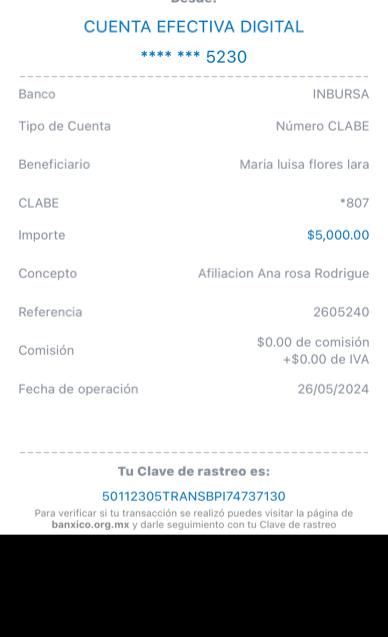 Desde:
CUENTA EFECTIVA DIGITAL
**** *** 5230
Banco INBURSA
Tipo de Cuenta Número CLABE
Beneficiario Maria luisa flores lara
CLABE *807
Importe $5,000.00
Concepto Afiliacion Ana rosa Rodrigue
Referencia 2605240
Comisión $0.00 de comisión
+$0.00 de IVA
Fecha de operación 26/05/2024
Tu Clave de rastreo es:
50112305TRANSBPI74737130
Para verificar si tu transacción se realizó puedes visitar la página de
banxico.org.mx y darle seguimiento con tu Clave de rastreo